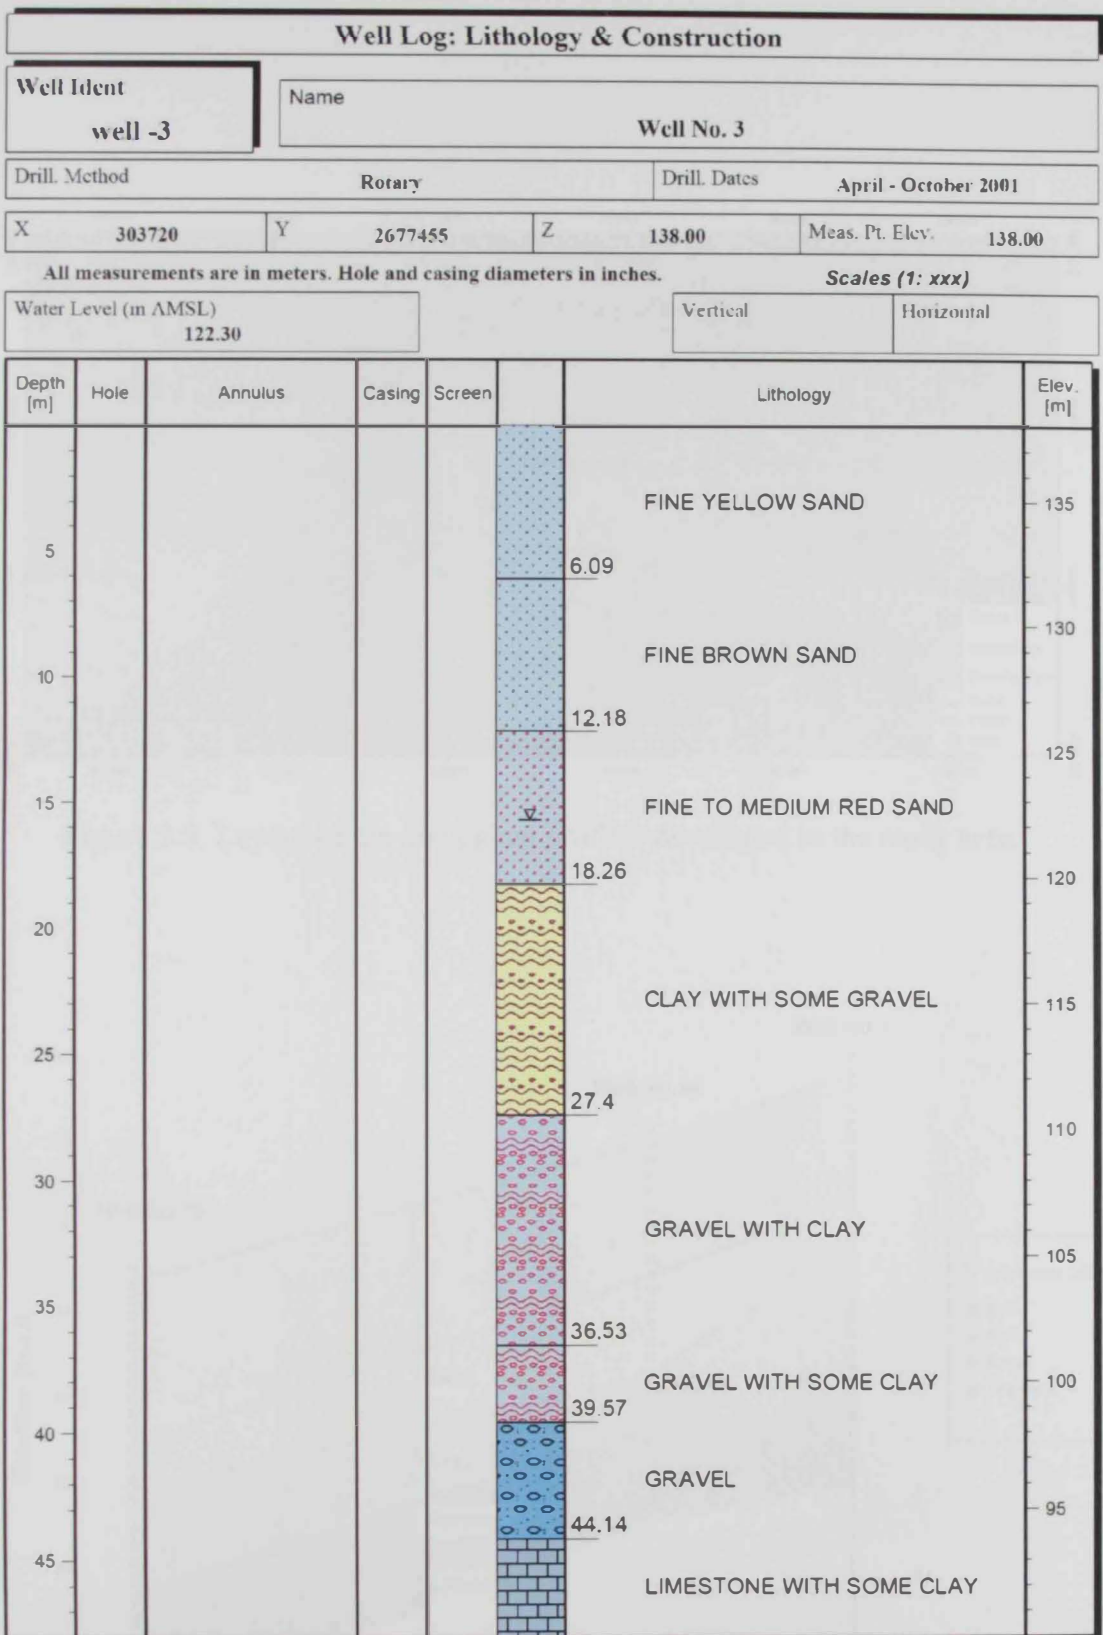 Well Log: Lithology & Construction
Well Ident
well -3
Name
Well No. 3
Drill. Method Rotary Drill. Dates April - October 2001
X 303720 Y 2677455 Z 138.00 Meas. Pt. Elev. 138.00
All measurements are in meters. Hole and casing diameters in inches. Scales (1: xxx)
Water Level (m AMSL)
122.30
Vertical Horizontal
Depth [m] Hole Annulus Casing Screen Lithology Elev. [m]
FINE YELLOW SAND 135
5
6.09
130
FINE BROWN SAND
10
12.18
125
15 FINE TO MEDIUM RED SAND
18.26
120
20
CLAY WITH SOME GRAVEL 115
25
27.4
110
30
GRAVEL WITH CLAY
105
35
36.53
GRAVEL WITH SOME CLAY 100
39.57
40
GRAVEL
95
44.14
45
LIMESTONE WITH SOME CLAY